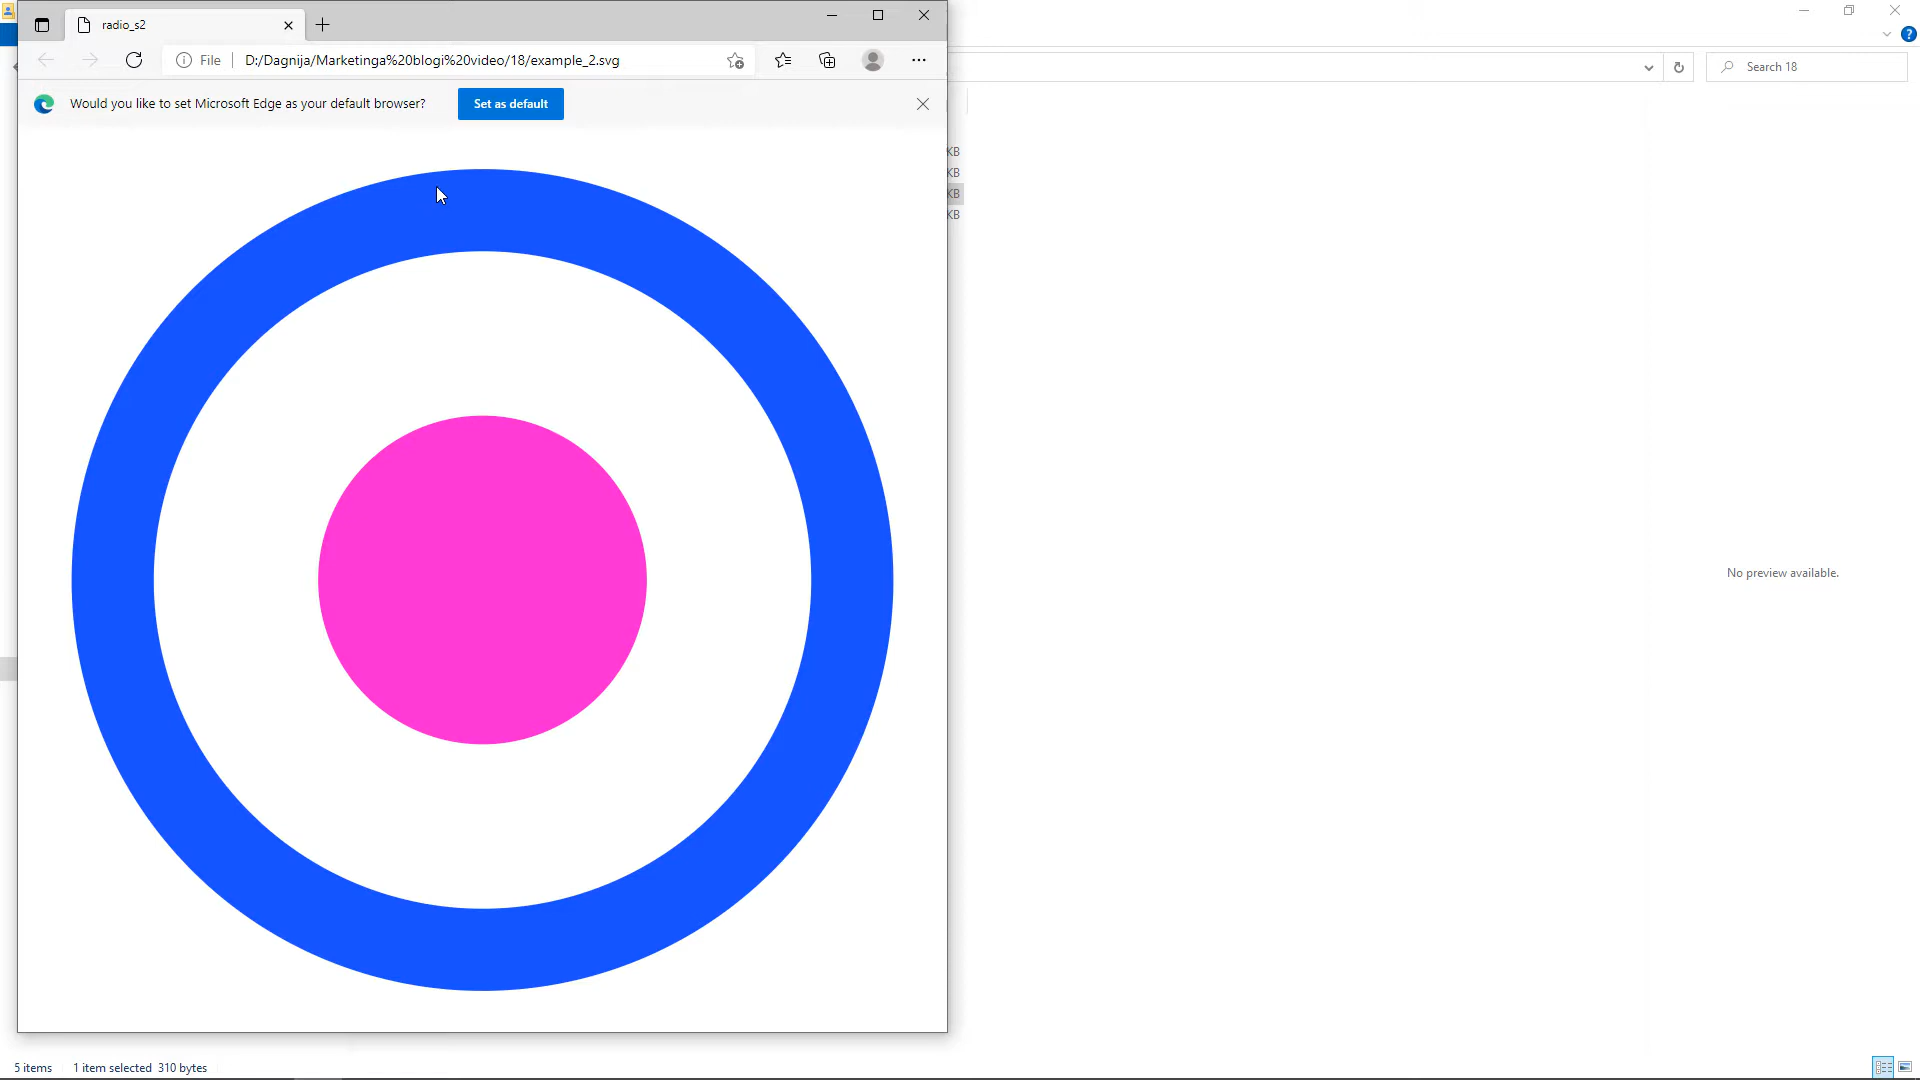 radio_s2
File
D:/Dagnija/Marketinga%20blogi%20video/18/example_2.svg
Search 18
Would you like to set Microsoft Edge as your default browser?
Set as default
KB
KB
KB
KB
No preview available.
5 items
1 item selected 310 bytes